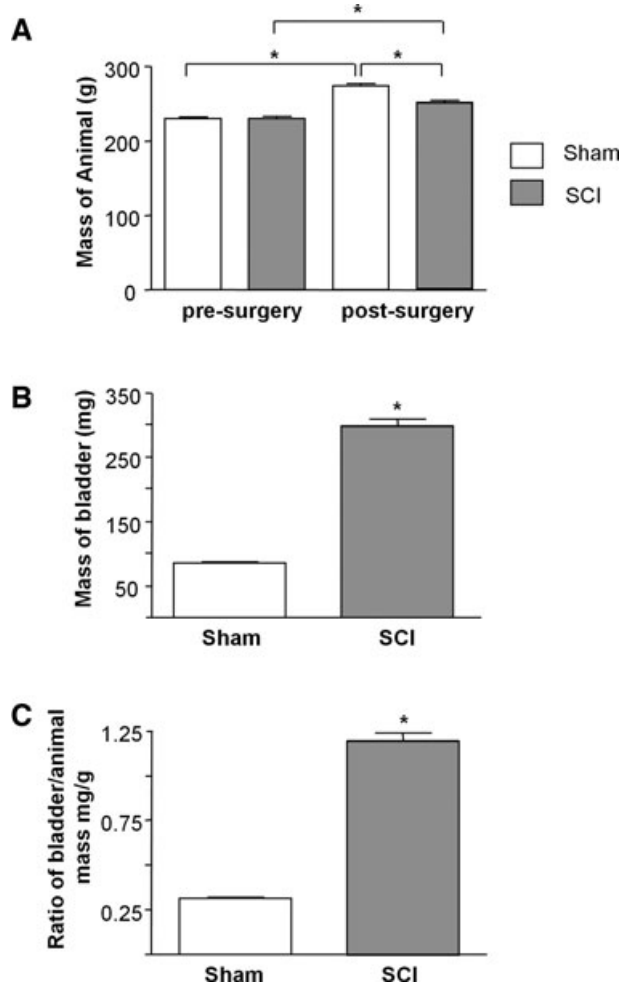 A
*
*
*
Mass of Animal (g)
300
200
100
0
pre-surgery
post-surgery
Sham
SCI
B
Mass of bladder (mg)
350
250
150
50
*
Sham
SCI
C
Ratio of bladder/animal
mass mg/g
1.25
0.75
0.25
*
Sham
SCI